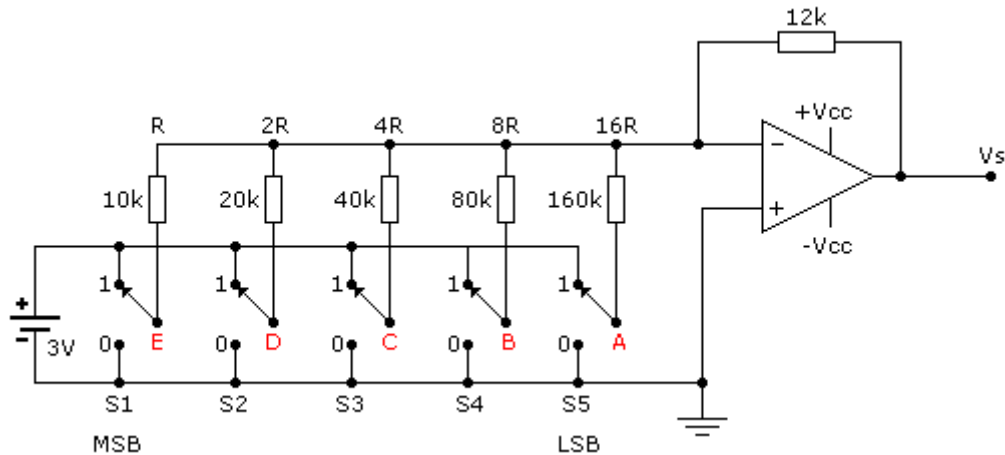 12k
R 2R 4R 8R 16R
+Vcc
Vs
-
10k 20k 40k 80k 160k
+
-Vcc
1 1 1 1 1
+
-
3V
0 0 0 0 0
E D C B A
S1 S2 S3 S4 S5
MSB LSB